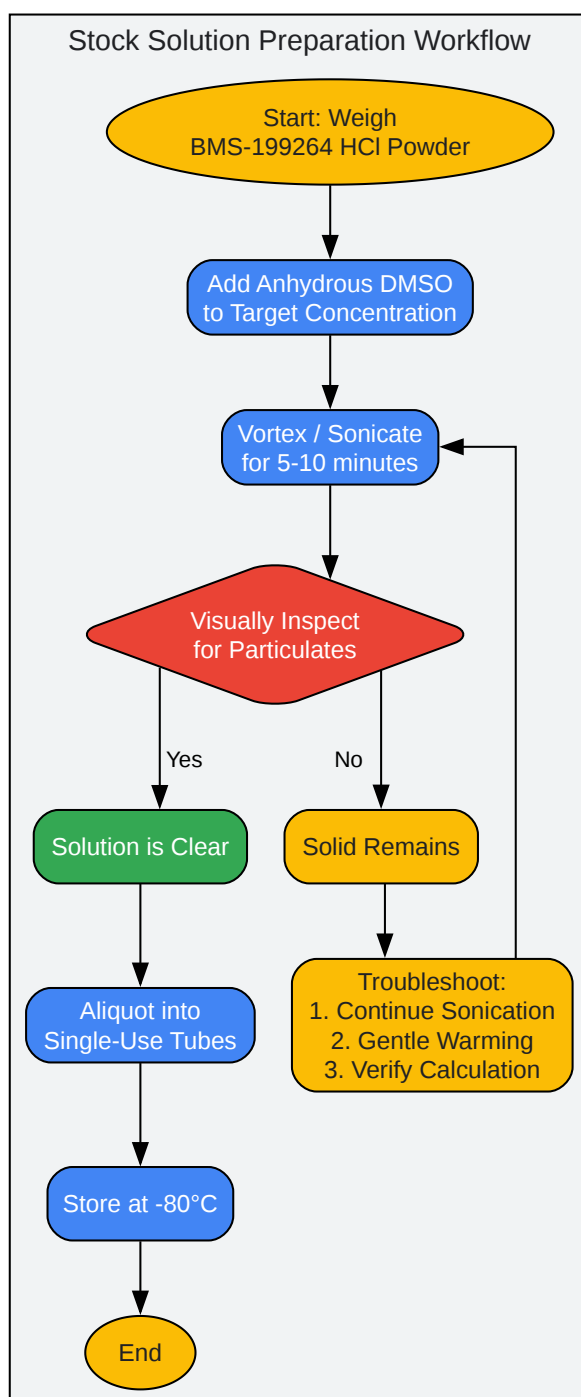 Stock Solution Preparation Workflow
Start: Weigh
BMS-199264 HCl Powder
Add Anhydrous DMSO
to Target Concentration
Vortex / Sonicate
for 5-10 minutes
Visually Inspect
for Particulates
Yes
No
Solution is Clear
Solid Remains
Aliquot into
Single-Use Tubes
Troubleshoot:
1. Continue Sonication
2. Gentle Warming
3. Verify Calculation
Store at -80°C
End